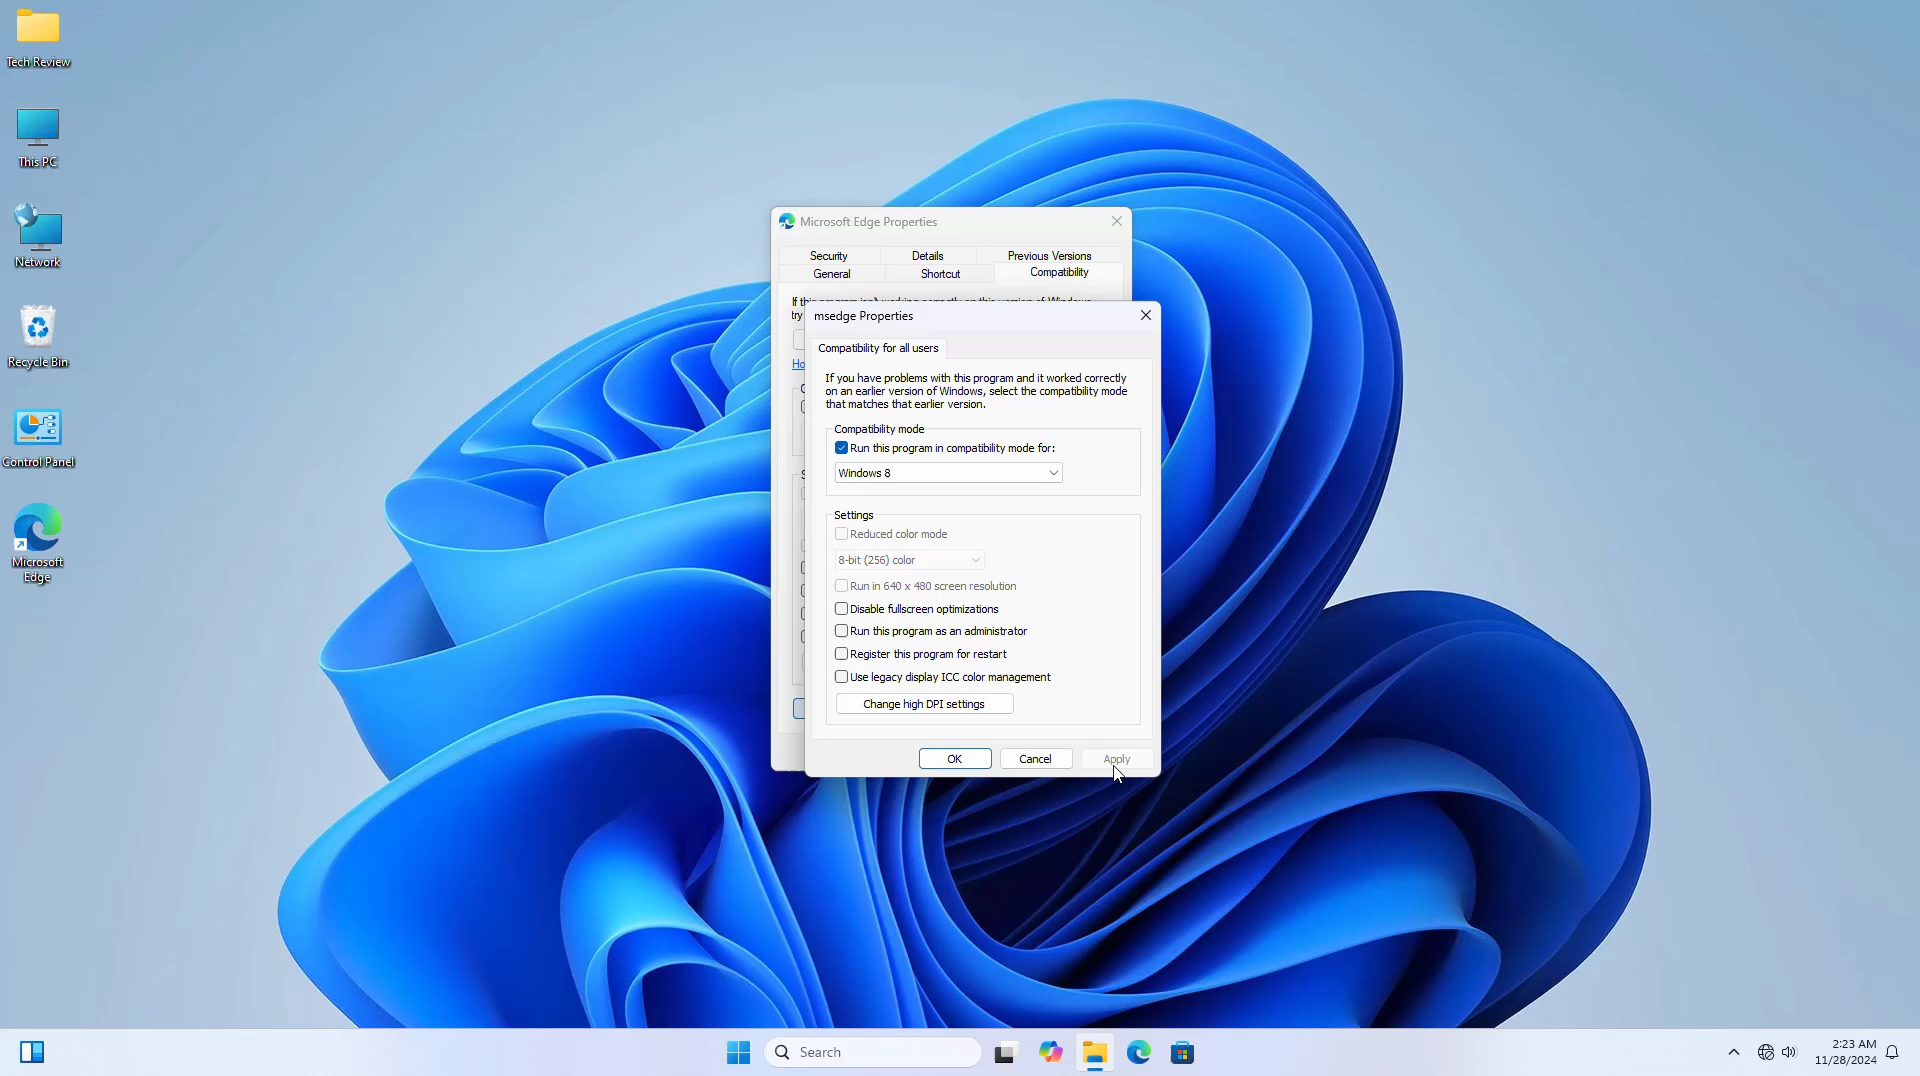 Tech Review
This PC
Network
Recycle Bin
Control Panel
Microsoft
Edge
Microsoft Edge Properties
Security
Details
Previous Versions
General
Shortcut
Compatibility
If
try
msedge Properties
Compatibility for all users
If you have problems with this program and it worked correctly
on an earlier version of Windows, select the compatibility mode
that matches that earlier version.
Compatibility mode
Run this program in compatibility mode for:
Windows 8
Settings
Reduced color mode
8-bit (256) color
Run in 640 x 480 screen resolution
Disable fullscreen optimizations
Run this program as an administrator
Register this program for restart
Use legacy display ICC color management
Change high DPI settings
OK
Cancel
Apply
Search
2:23 AM
11/28/2024